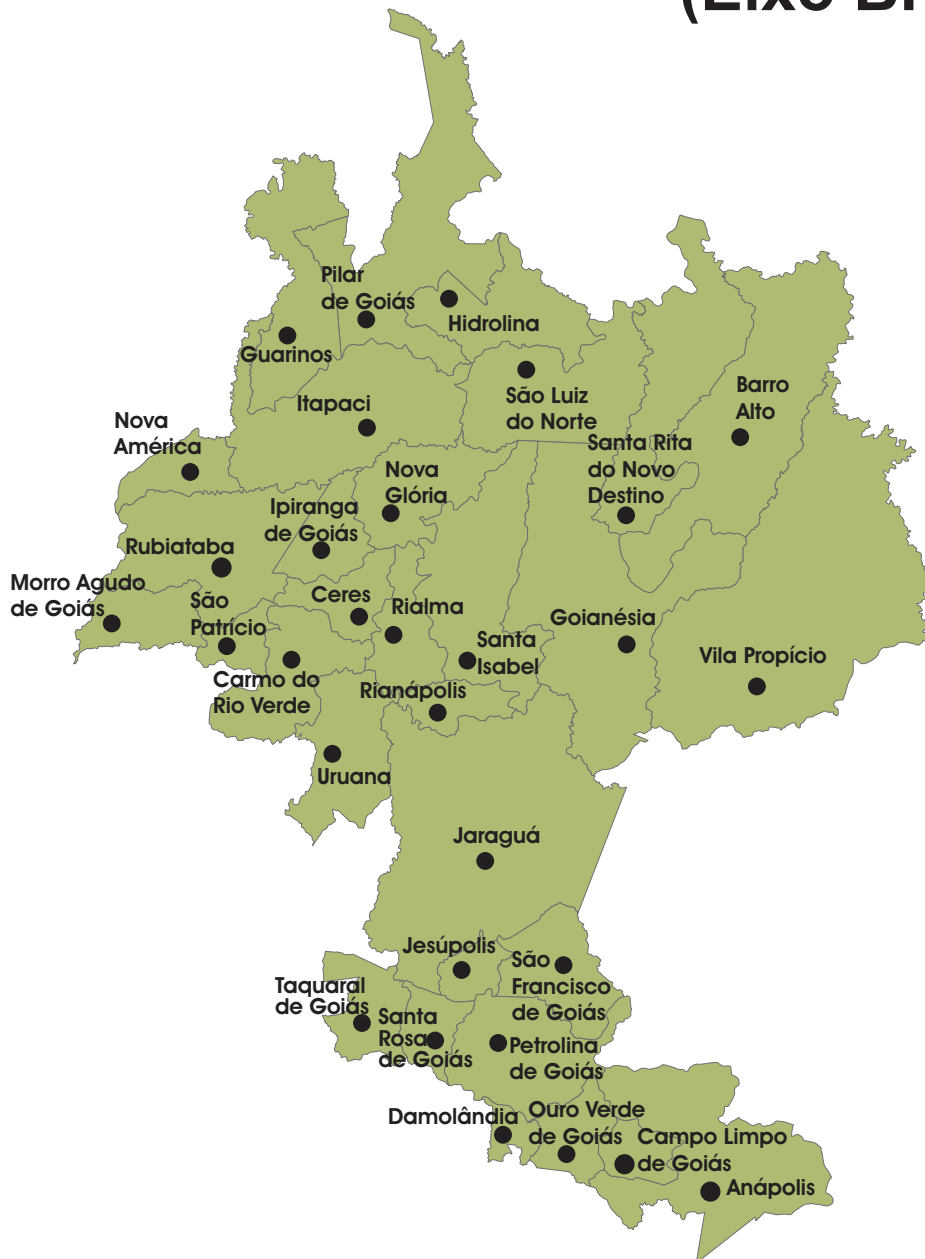 (Eixo
Pilar
de Goiás
Hidrolina
Guarinos
São Luiz
do Norte
Barro
Alto
Itapaci
Nova
América
Santa Rita
do Novo
Destino
Nova
Glória
Ipiranga
de Goiás
Rubiataba
Morro Agudo
de Goiás
São
Patrício
Ceres
Rialma
Goianésia
Santa
Isabel
Vila Propício
Carmo do
Rio Verde
Rianápolis
Uruana
Jaraguá
Jesúpolis
São
Francisco
de Goiás
Taquaral
de Goiás
Santa
Rosa
de Goiás
Petrolina
de Goiás
Damolândia
Ouro Verde
de Goiás
Campo Limpo
de Goiás
Anápolis